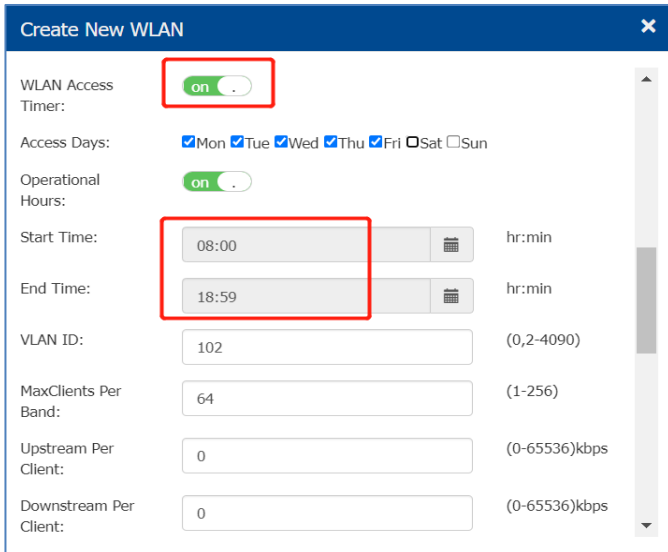 Create New WLAN ×
WLAN Access
Timer:
on .
Access Days:
Mon Tue Wed Thu Fri Sat Sun
Operational
Hours:
on .
Start Time:
08:00
hr:min
End Time:
18:59
hr:min
VLAN ID:
102
(0,2-4090)
MaxClients Per
Band:
64
(1-256)
Upstream Per
Client:
0
(0-65536)kbps
Downstream Per
Client:
0
(0-65536)kbps